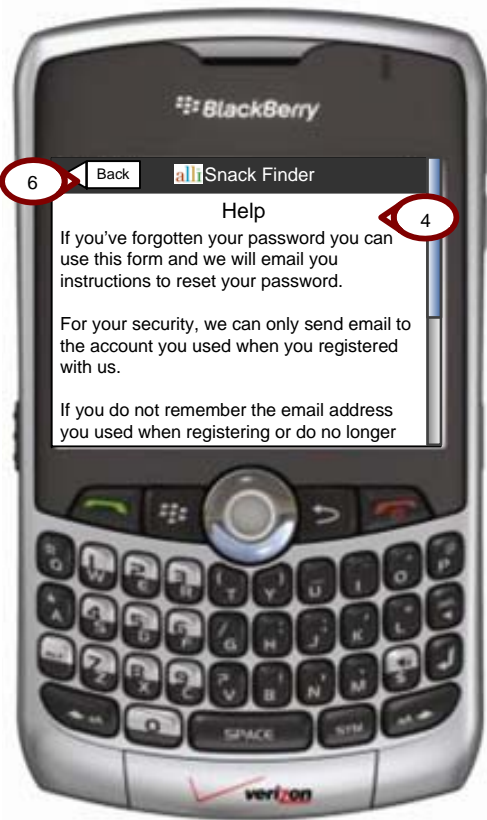 BlackBerry
6
Back
alli Snack Finder
Help
4
If you've forgotten your password you can
use this form and we will email you
instructions to reset your password.
For your security, we can only send email to
the account you used when you registered
with us.
If you do not remember the email address
you used when registering or do no longer
Q W E R T Y U I O P
A S D F G H J K L
Z X C V B N M $
0 SPACE SYM
verizon